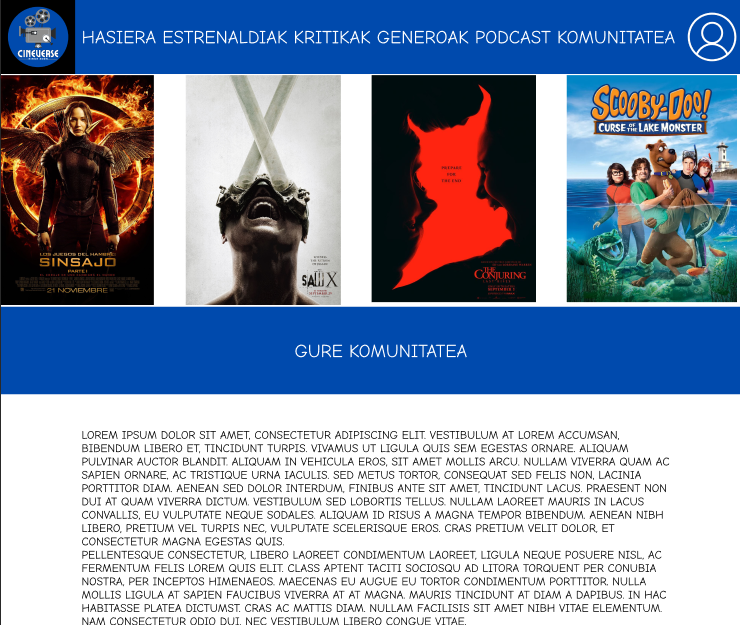 CINEVERSE
HASIERA ESTRENALDIAK KRITIKAK GENEROAK PODCAST KOMUNITATEA
LOS JUEGOS DEL HAMBRE
SINSAJO
PARTE I
21 NOVIEMBRE
SAW X
PREPARE
FOR
THE END
THE
CONJURING
SCOOBY-DOO!
CURSE OF THE LAKE MONSTER
GURE KOMUNITATEA
LOREM IPSUM DOLOR SIT AMET, CONSECTETUR ADIPISCING ELIT. VESTIBULUM AT LOREM ACCUMSAN,
BIBENDUM LIBERO ET, TINCIDUNT TURPIS. VIVAMUS UT LIGULA QUIS SEM EGESTAS ORNARE. ALIQUAM
PULVINAR AUCTOR BLANDIT. ALIQUAM IN VEHICULA EROS, SIT AMET MOLLIS ARCU. NULLAM VIVERRA QUAM AC
SAPIEN ORNARE, AC TRISTIQUE URNA IACULIS. SED METUS TORTOR, CONSEQUAT SED FELIS NON, LACINIA
PORTTITOR DIAM. AENEAN SED DOLOR INTERDUM, FINIBUS ANTE SIT AMET, TINCIDUNT LACUS. PRAESENT NON
DUI AT QUAM VIVERRA DICTUM. VESTIBULUM SED LOBORTIS TELLUS. NULLAM LAOREET MAURIS IN LACUS
CONVALLIS, EU VULPUTATE NEQUE SODALES. ALIQUAM ID RISUS A MAGNA TEMPOR BIBENDUM. AENEAN NIBH
LIBERO, PRETIUM VEL TURPIS NEC, VULPUTATE SCELERISQUE EROS. CRAS PRETIUM VELIT DOLOR, ET
CONSECTETUR MAGNA EGESTAS QUIS.
PELLENTESQUE CONSECTETUR, LIBERO LAOREET CONDIMENTUM LAOREET, LIGULA NEQUE POSUERE NISL, AC
FERMENTUM FELIS LOREM QUIS ELIT. CLASS APTENT TACITI SOCIOSQU AD LITORA TORQUENT PER CONUBIA
NOSTRA, PER INCEPTOS HIMENAEOS. MAECENAS EU AUGUE EU TORTOR CONDIMENTUM PORTTITOR. NULLA
MOLLIS LIGULA AT SAPIEN FAUCIBUS VIVERRA AT AT MAGNA. MAURIS TINCIDUNT AT DIAM A DAPIBUS. IN HAC
HABITASSE PLATEA DICTUMST. CRAS AC MATTIS DIAM. NULLAM FACILISIS SIT AMET NIBH VITAE ELEMENTUM.
NAM CONSECTETUR ODIO DUI, NEC VESTIBULUM LIBERO CONGUE VITAE.